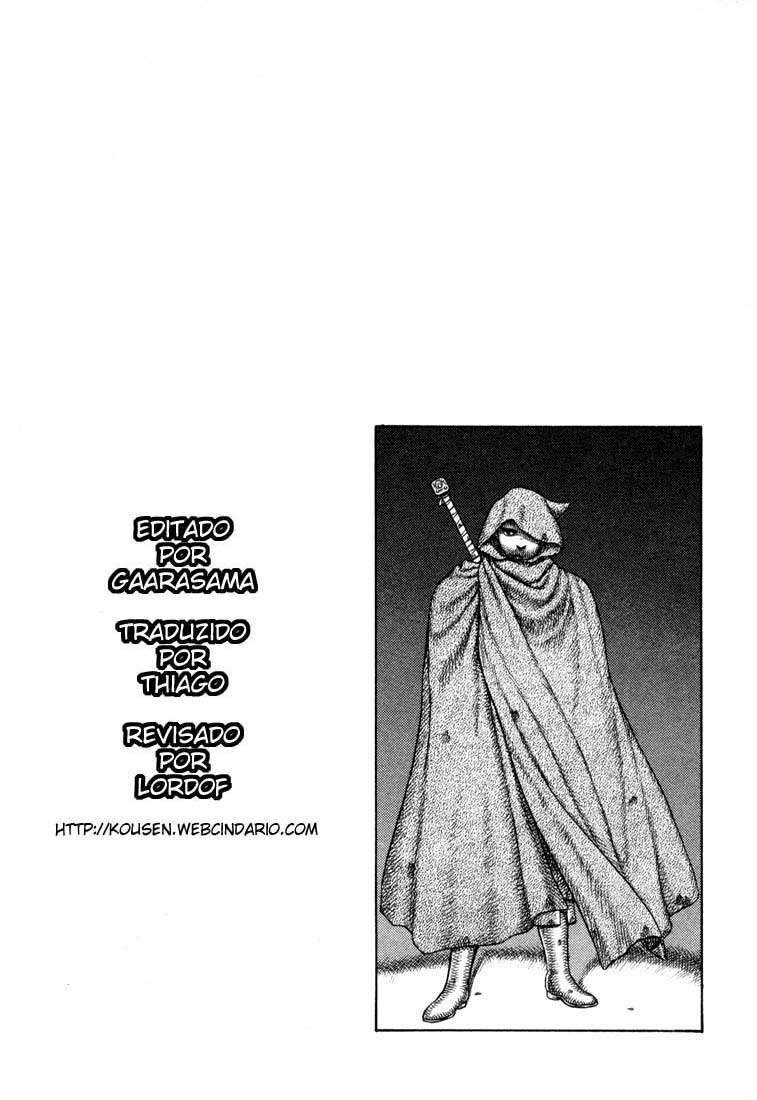 EDITADO
POR
GAARASAMA
TRADUZIDO
POR
THIAGO
REVISADO
POR
LORDOF
HTTP://KOUSEN.WEBCINDARIO.COM